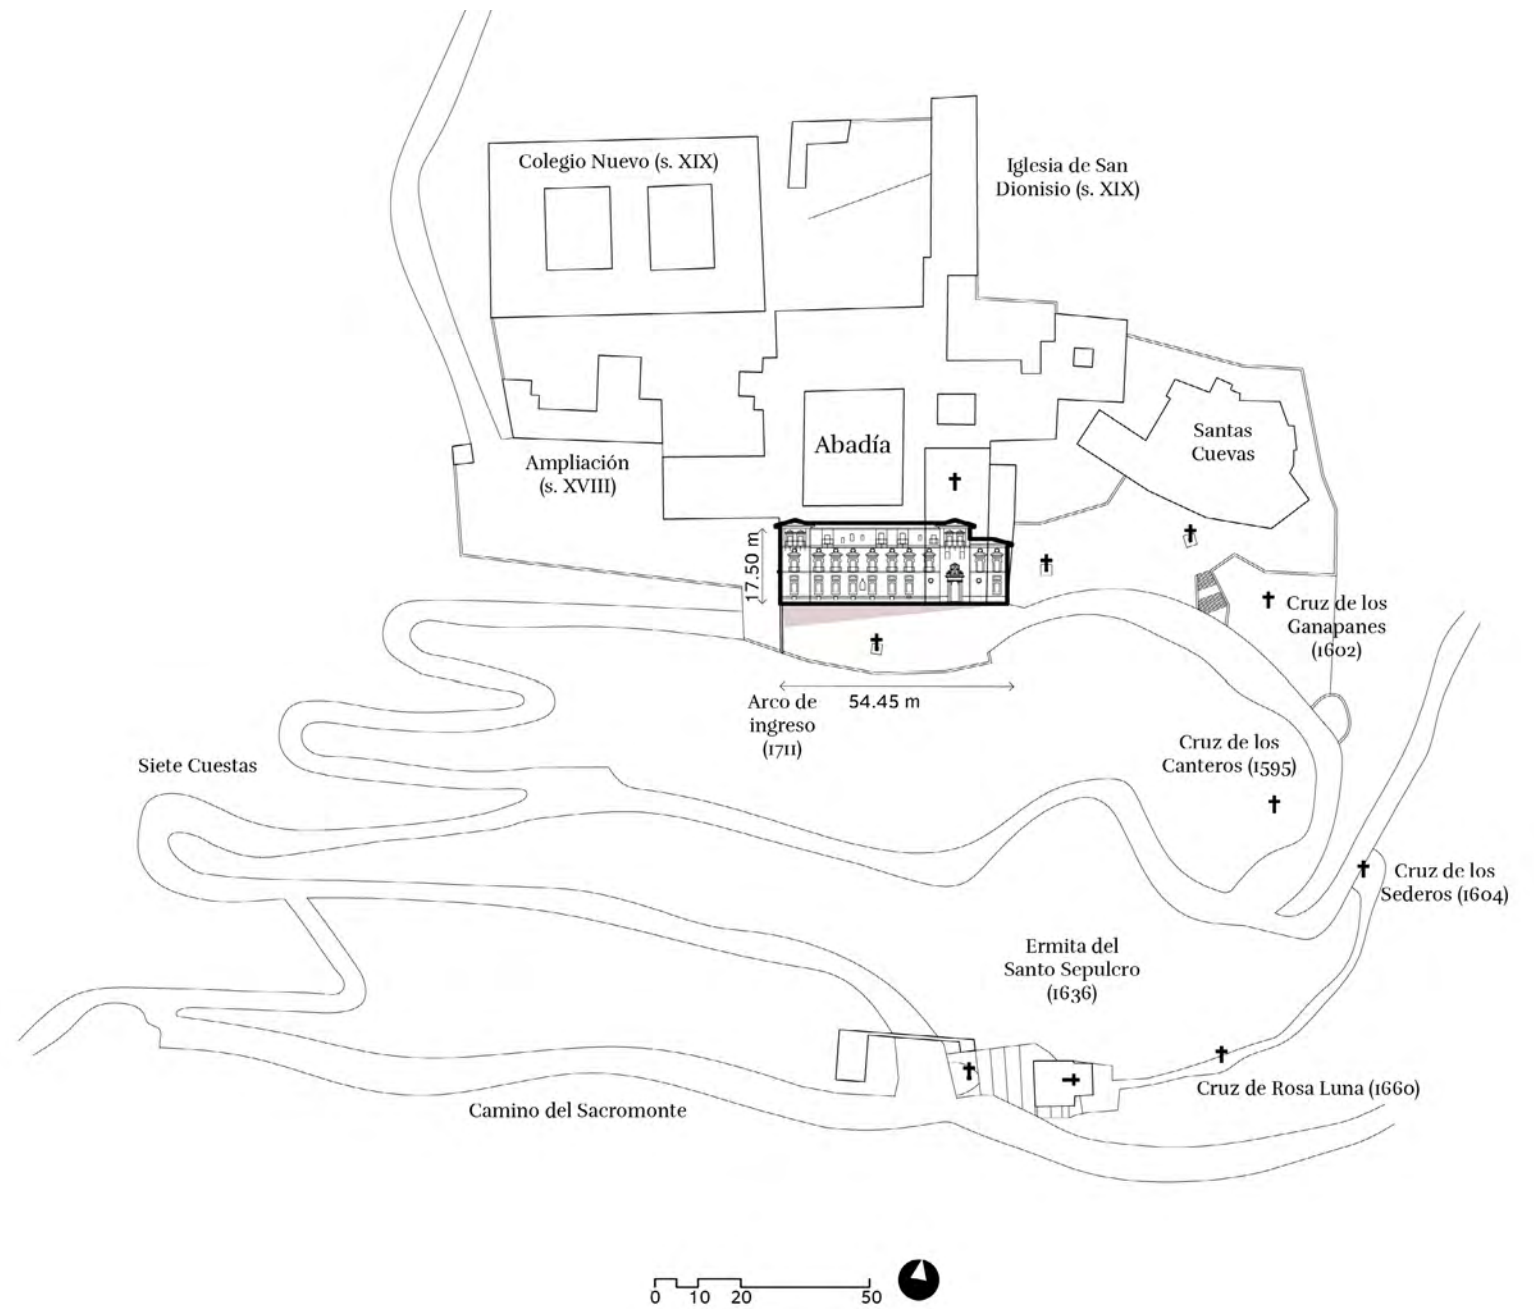 Colegio Nuevo (s. XIX)
Iglesia de San
Dionisio (s. XIX)
Abadía
Santas
Cuevas
Ampliación
(s. XVIII)
17.50 m
Cruz de los
Ganapanes
(1602)
54.45 m
Arco de
ingreso
(1711)
Cruz de los
Canteros (1595)
Siete Cuestas
Cruz de los
Sederos (1604)
Ermita del
Santo Sepulcro
(1636)
Cruz de Rosa Luna (1660)
Camino del Sacromonte
0 10 20 50